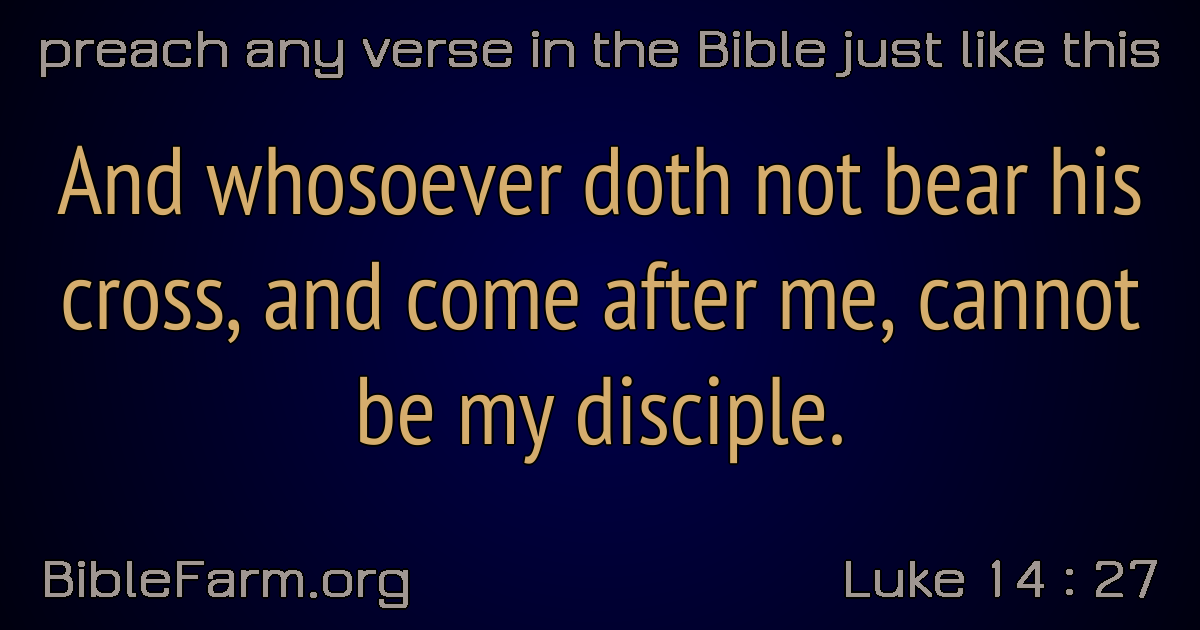 preach any verse in the Bible just like this
And whosoever doth not bear his
cross, and come after me, cannot
be my disciple.
BibleFarm.org
Luke 14 : 27